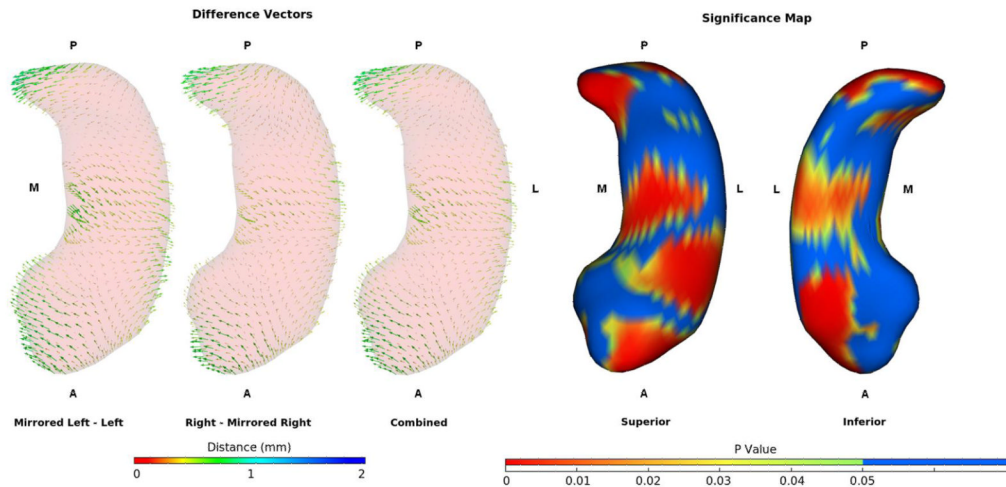 Difference Vectors
Significance Map
P P P P P
M L M L L M
A A A A A
Mirrored Left - Left Right - Mirrored Right Combined Superior Inferior
Distance (mm)
0 1 2
P Value
0 0.01 0.02 0.03 0.04 0.05